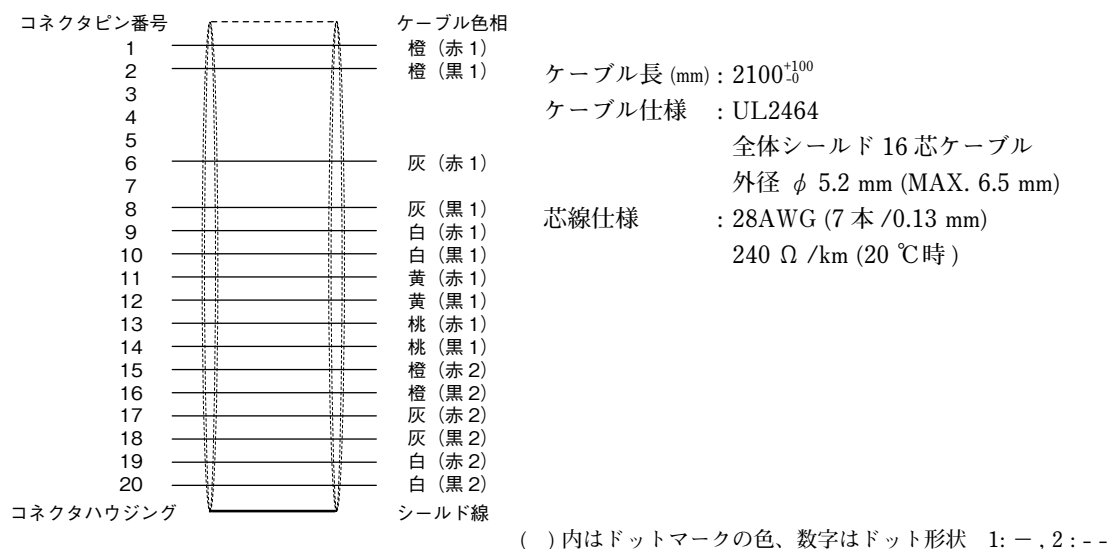 コネクタピン番号 ケーブル色相
1 橙（赤1）
2 橙（黒1）
3
4
5
6 灰（赤1）
7
8 灰（黒1）
9 白（赤1）
10 白（黒1）
11 黄（赤1）
12 黄（黒1）
13 桃（赤1）
14 桃（黒1）
15 橙（赤2）
16 橙（黒2）
17 灰（赤2）
18 灰（黒2）
19 白（赤2）
20 白（黒2）
コネクタハウジング シールド線
ケーブル長 (mm) : 2100 +100 -0
ケーブル仕様 : UL2464
全体シールド 16 芯ケーブル
外径 φ 5.2 mm (MAX. 6.5 mm)
芯線仕様 : 28AWG (7 本 /0.13 mm)
240 Ω /km (20 ℃時 )
(　) 内はドットマークの色、数字はドット形状　1: − , 2 : - -